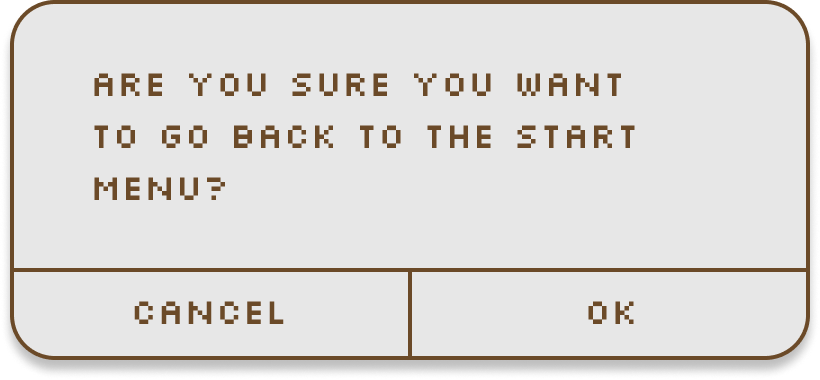 ARE YOU SURE YOU WANT
TO GO BACK TO THE START
MENU?
CANCEL
OK